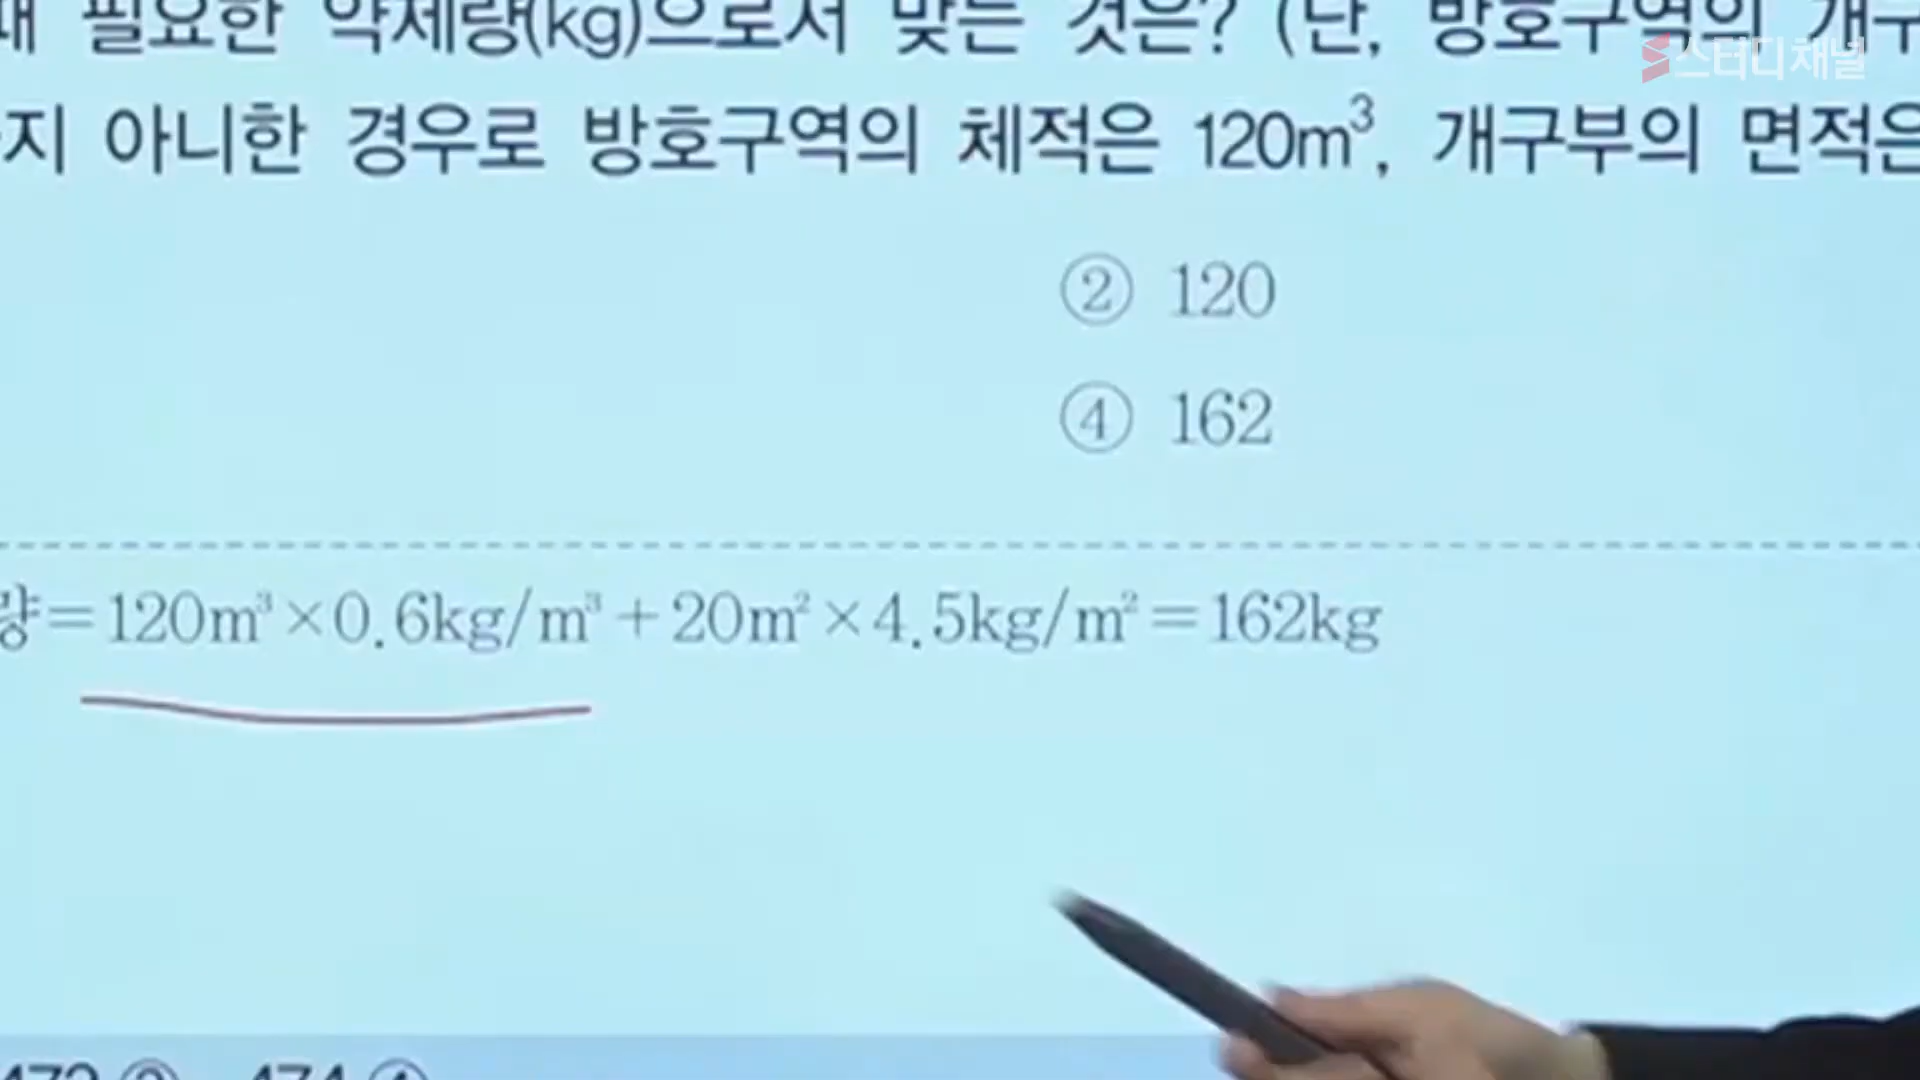 필요한 약제량(kg)으로서 맞는 것은? (단, 방호구역의
스터디채널
지 아니한 경우로 방호구역의 체적은 120m³, 개구부의 면적은
② 120
④ 162
량=120m³×0.6kg/m³+20m²×4.5kg/m²=162kg